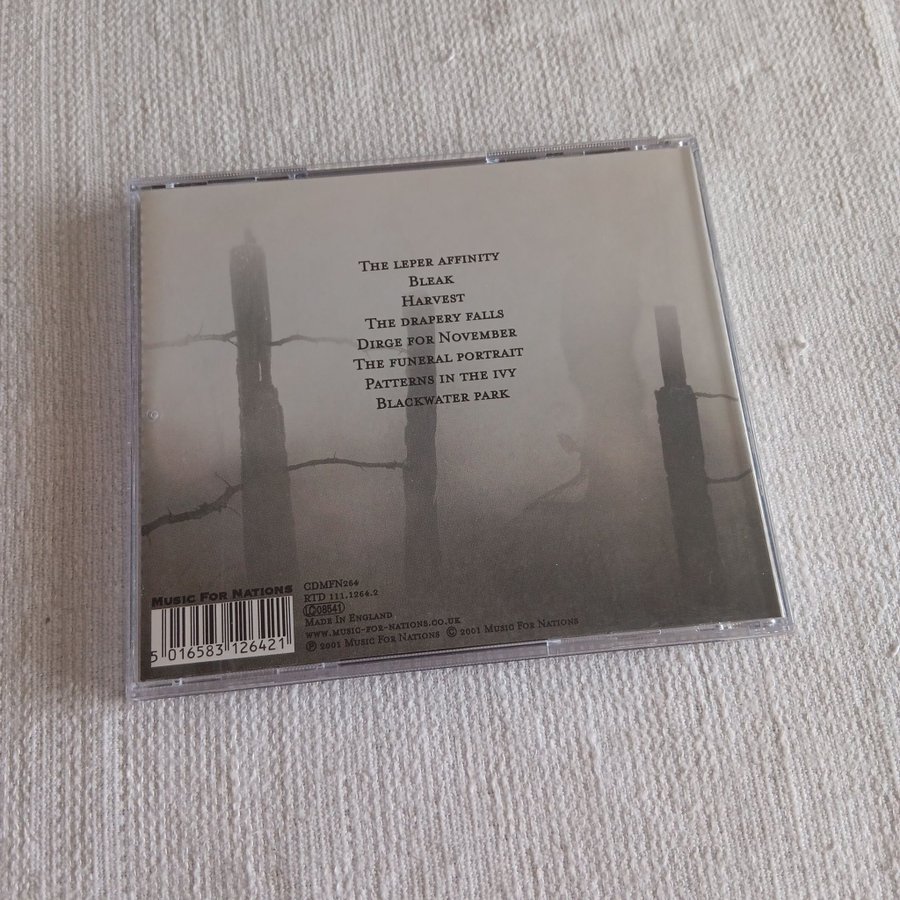 The leper affinity
Bleak
Harvest
The drapery falls
Dirge for November
The funeral portrait
Patterns in the ivy
Blackwater park
Music For Nations
5 016583 126421
CDMFN264
RTD 111.1264.2
LC08541
Made In England
www.music-for-nations.co.uk
℗ 2001 Music For Nations © 2001 Music For Nations